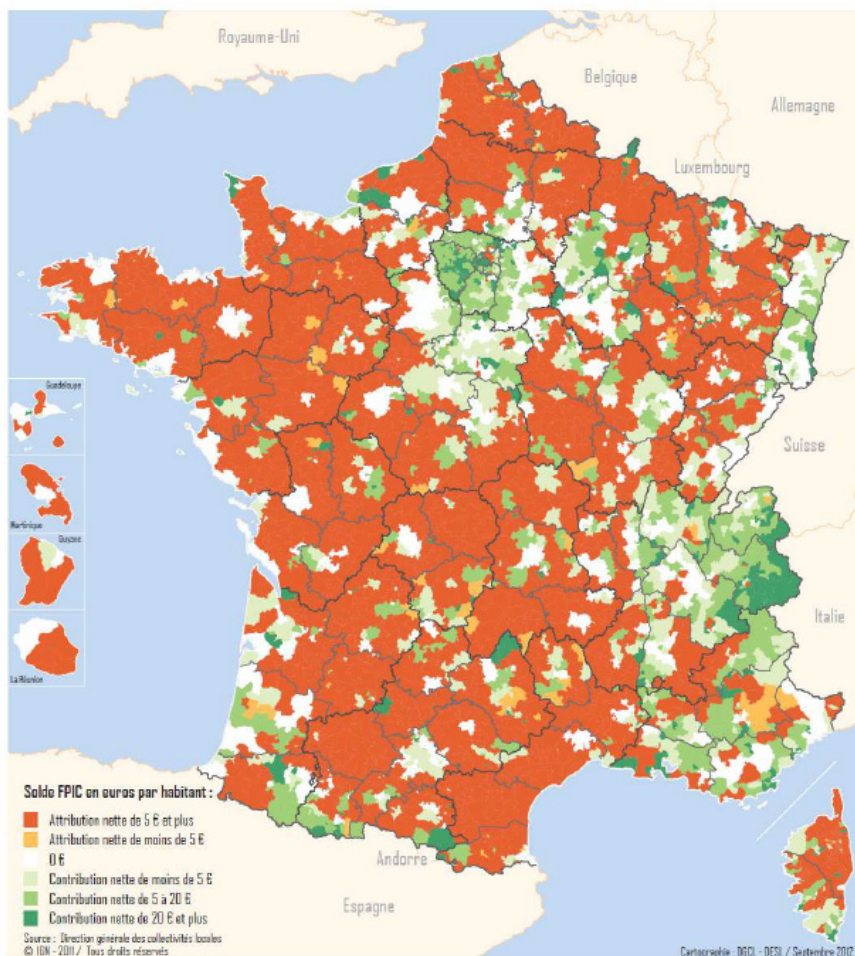 Royaume-Uni
Belgique
Allemagne
Luxembourg
Guadeloupe
Suisse
Martinique
Guyane
Italie
La Réunion
Solde FPIC en euros par habitant :
Attribution nette de 5 € et plus
Attribution nette de moins de 5 €
0 €
Contribution nette de moins de 5 €
Contribution nette de 5 à 20 €
Contribution nette de 20 € et plus
Andorre
Espagne
Source : Direction générale des collectivités locales
© IGN - 2011 / Tous droits réservés
Cartographie : DGCL - DESL / Septembre 2012